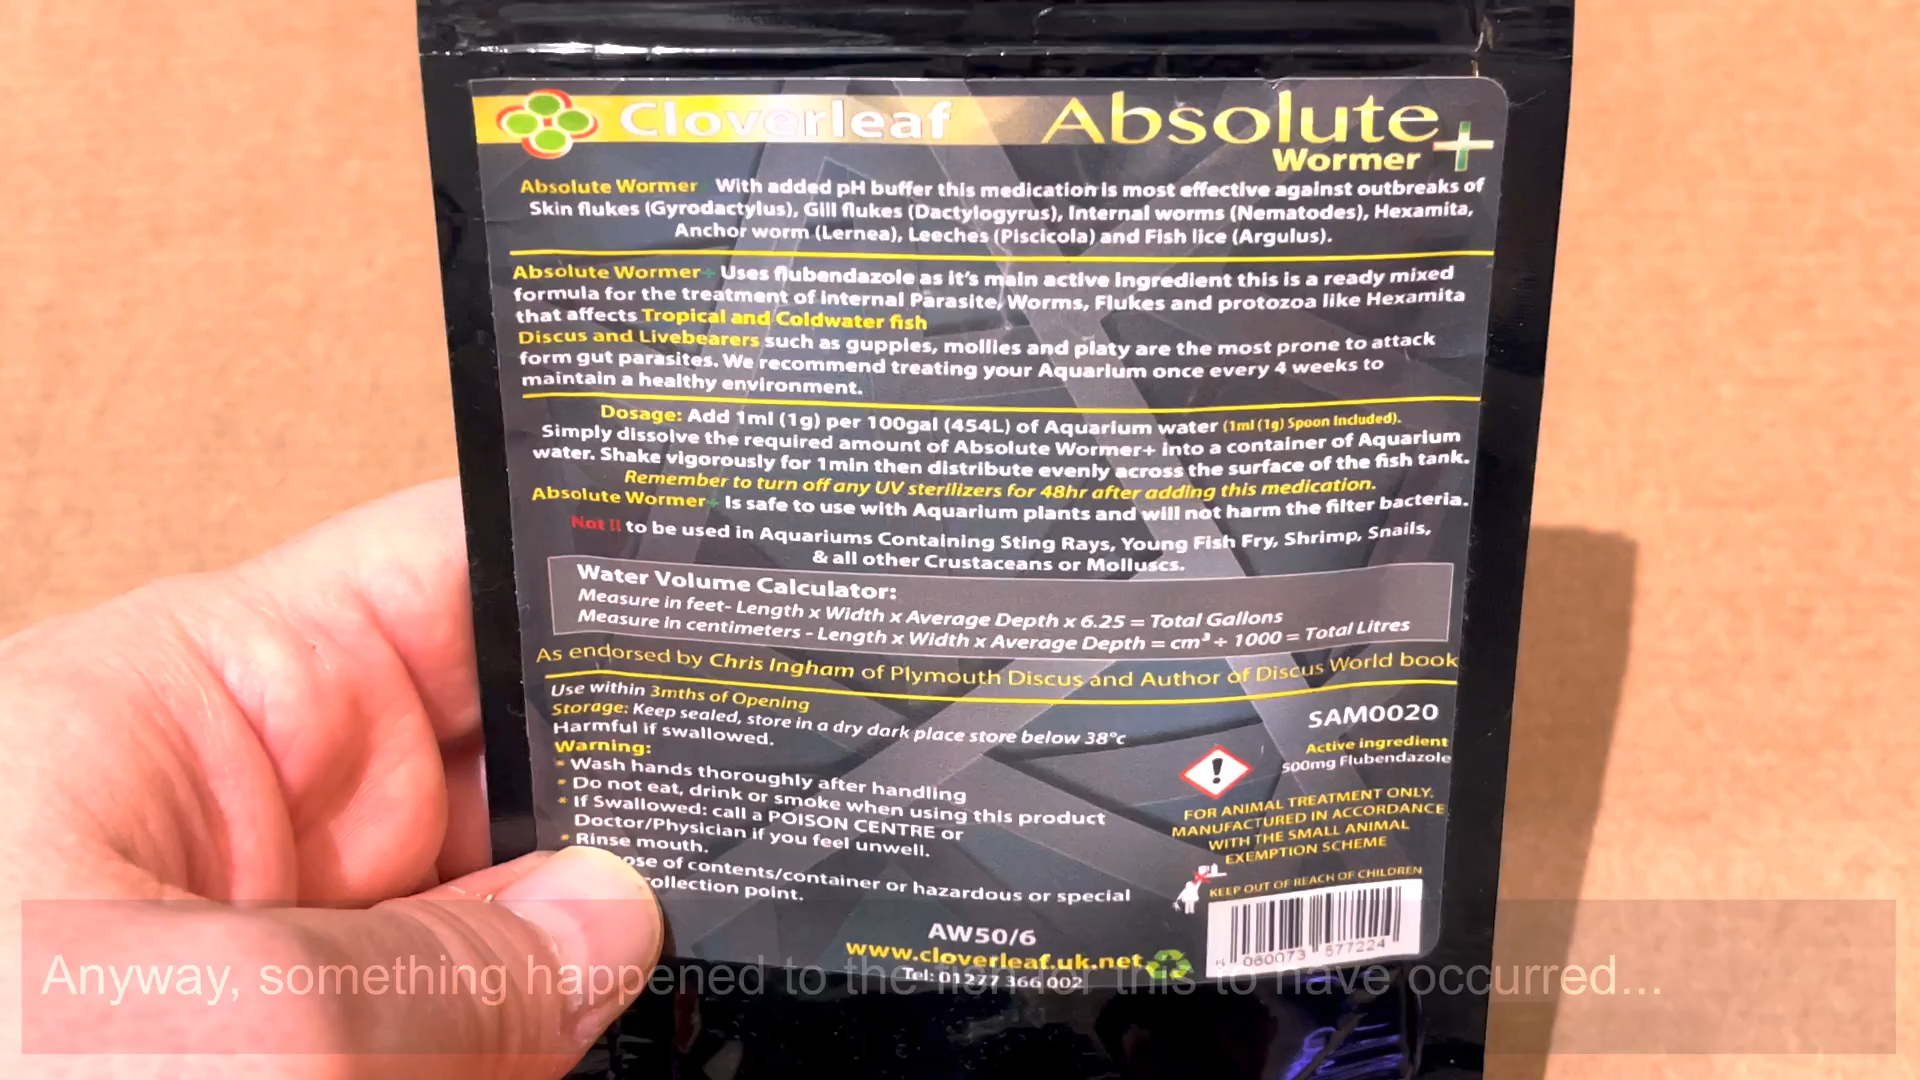 Cloverleaf Absolute
Wormer
Absolute Wormer With added pH buffer this medication is most effective against outbreaks of
Skin flukes (Gyrodactylus), Gill flukes (Dactylogyrus), Internal worms (Nematodes), Hexamita,
Anchor worm (Lernea), Leeches (Piscicola) and Fish lice (Argulus).
Absolute Wormer+ Uses flubendazole as it's main active ingredient this is a ready mixed
formula for the treatment of internal Parasite, Worms, Flukes and protozoa like Hexamita
that affects Tropical and Coldwater fish
Discus and Livebearers such as guppies, mollies and platy are the most prone to attack
form gut parasites. We recommend treating your Aquarium once every 4 weeks to
maintain a healthy environment.
Dosage: Add 1ml (1g) per 100gal (454L) of Aquarium water (1ml (1g) Spoon Included).
Simply dissolve the required amount of Absolute Wormer+ into a container of Aquarium
water. Shake vigorously for 1min then distribute evenly across the surface of the fish tank.
Remember to turn off any UV sterilizers for 48hr after adding this medication.
Absolute Wormer+ Is safe to use with Aquarium plants and will not harm the filter bacteria.
Not !! to be used in Aquariums Containing Sting Rays, Young Fish Fry, Shrimp, Snails,
& all other Crustaceans or Molluscs.
Water Volume Calculator:
Measure in feet- Length x Width x Average Depth x 6.25 = Total Gallons
Measure in centimeters - Length x Width x Average Depth = cm³ ÷ 1000 = Total Litres
As endorsed by Chris Ingham of Plymouth Discus and Author of Discus World book
Use within 3mths of Opening
Storage: Keep sealed, store in a dry dark place store below 38°c
Harmful if swallowed.
Warning:
* Wash hands thoroughly after handling
* Do not eat, drink or smoke when using this product
* If Swallowed: call a POISON CENTRE or
Doctor/Physician if you feel unwell.
* Rinse mouth.
ose of contents/container or hazardous or special
ollection point.
SAM0020
Active ingredient
500mg Flubendazole
FOR ANIMAL TREATMENT ONLY,
MANUFACTURED IN ACCORDANCE
WITH THE SMALL ANIMAL
EXEMPTION SCHEME
KEEP OUT OF REACH OF CHILDREN
060073 577224
AW50/6
www.cloverleaf.uk.net
Tel: 01277 366 002
Anyway, something happened to the fish for this to have occurred...